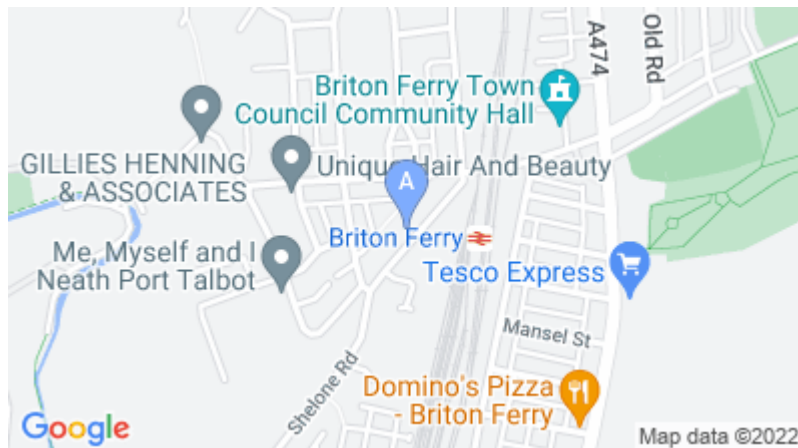 A474
Old Rd
Briton Ferry Town
Council Community Hall
GILLIES HENNING
& ASSOCIATES
Unique Hair And Beauty
A
Briton Ferry
Me, Myself and I
Neath Port Talbot
Tesco Express
Mansel St
Shelone Rd
Domino's Pizza
- Briton Ferry
Google
Map data ©2022